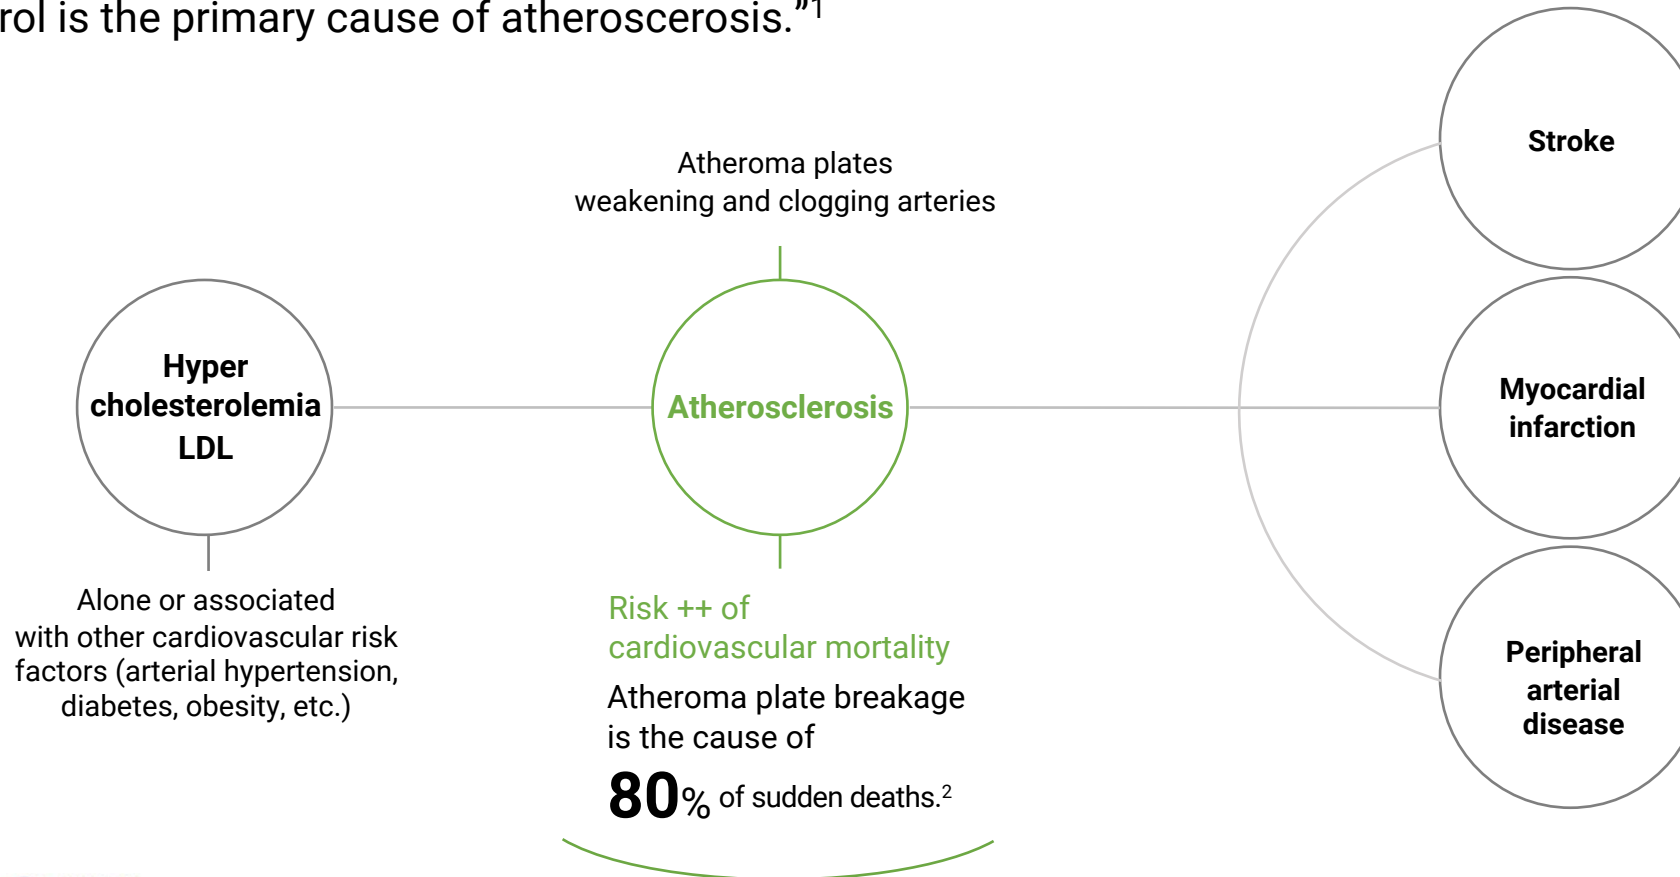 rol is the primary cause of atheroscerosis.”1
Atheroma plates
weakening and clogging arteries
Stroke
Hyper
cholesterolemia
LDL
Atherosclerosis
Myocardial
infarction
Alone or associated
with other cardiovascular risk
factors (arterial hypertension,
diabetes, obesity, etc.)
Risk ++ of
cardiovascular mortality
Atheroma plate breakage
is the cause of
80% of sudden deaths.2
Peripheral
arterial
disease